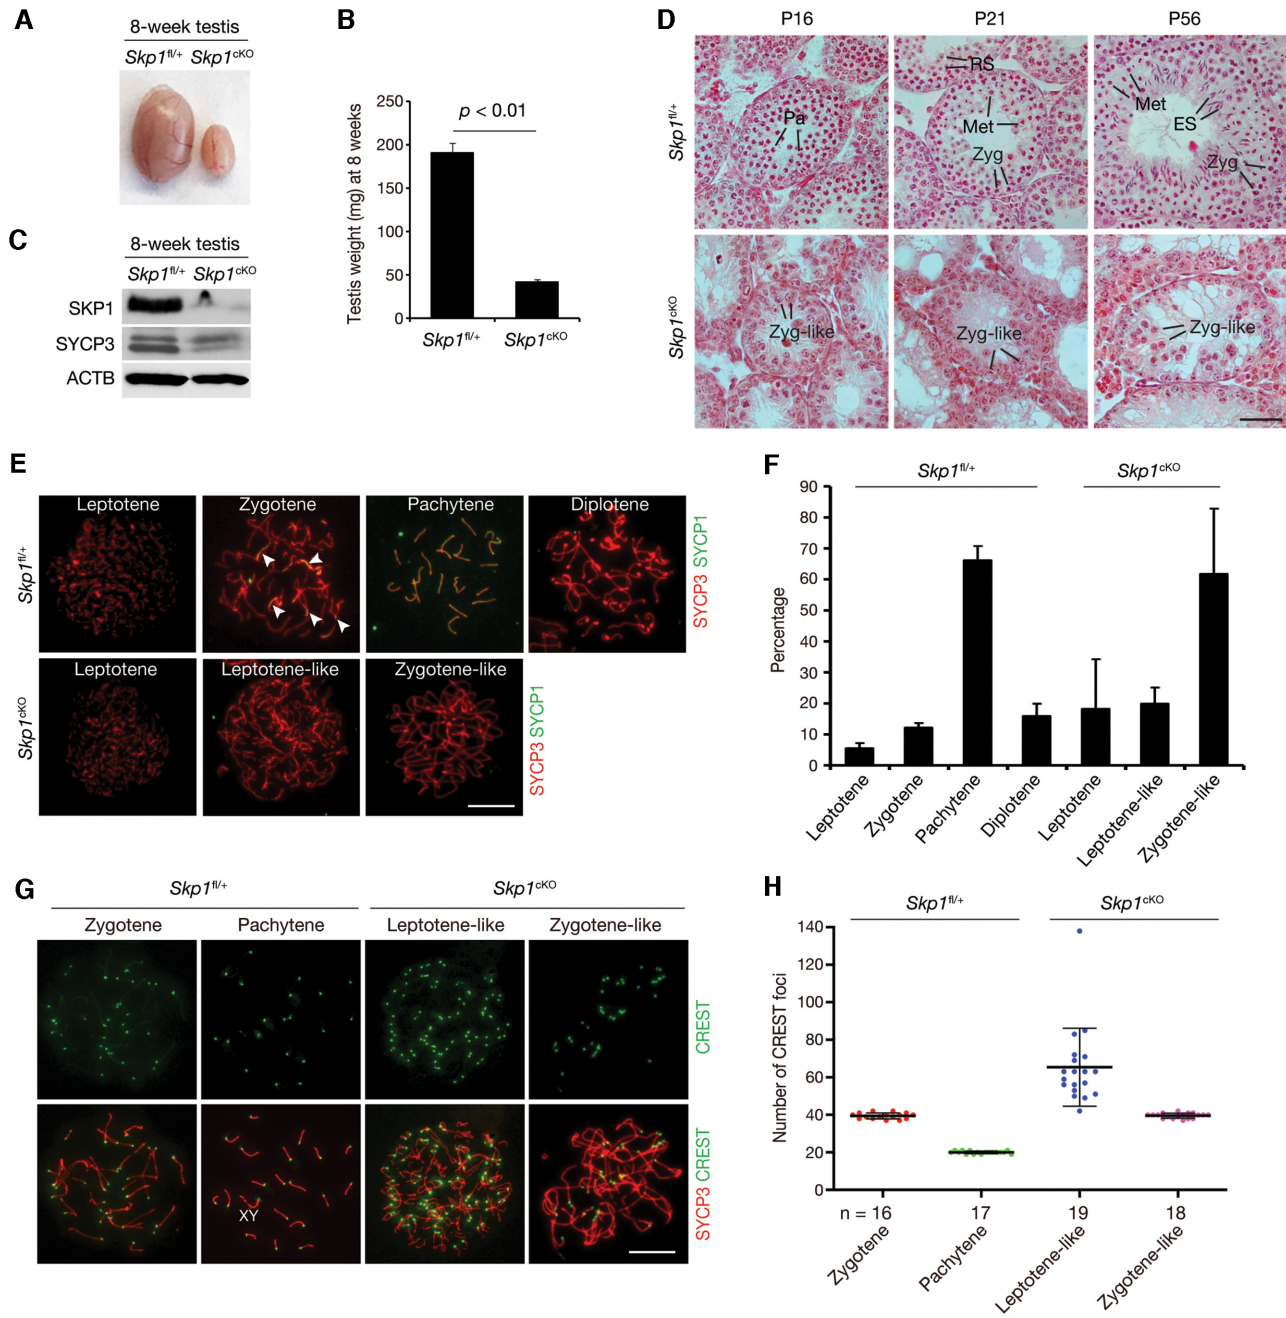 A
8-week testis
Skp1fl/+ Skp1cKO
B
250
200
150
100
50
0
Testis weight (mg) at 8 weeks
p < 0.01
Skp1fl/+ Skp1cKO
C
8-week testis
Skp1fl/+ Skp1cKO
SKP1
SYCP3
ACTB
D
P16 P21 P56
Skp1fl/+
Pa
RS
Met
Zyg
Met
ES
Zyg
Skp1cKO
Zyg-like
Zyg-like
Zyg-like
E
Skp1fl/+
Leptotene Zygotene Pachytene Diplotene
SYCP3 SYCP1
Skp1cKO
Leptotene Leptotene-like Zygotene-like
SYCP3 SYCP1
F
Skp1fl/+ Skp1cKO
90
80
70
60
50
40
30
20
10
0
Percentage
Leptotene
Zygotene
Pachytene
Diplotene
Leptotene
Leptotene-like
Zygotene-like
G
Skp1fl/+ Skp1cKO
Zygotene Pachytene Leptotene-like Zygotene-like
CREST
XY
SYCP3 CREST
H
Skp1fl/+ Skp1cKO
140
120
100
80
60
40
20
0
Number of CREST foci
n = 16 17 19 18
Zygotene
Pachytene
Leptotene-like
Zygotene-like